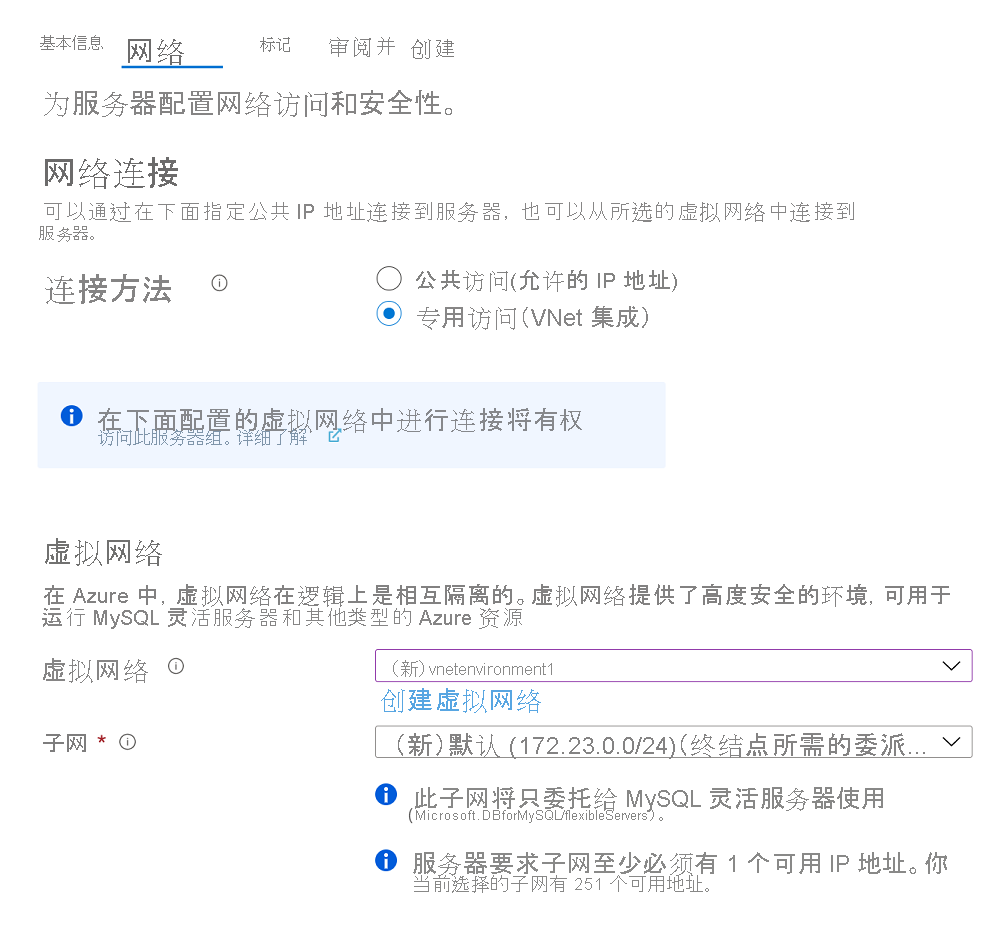 基本信息 网络 标记 审阅并 创建
为服务器配置网络访问和安全性。
网络连接
可以通过在下面指定公共 IP 地址连接到服务器, 也可以从所选的虚拟网络中连接到
服务器。
连接方法
公共访问(允许的 IP 地址)
专用访问(VNet 集成)
在下面配置的虚拟网络中进行连接将有权
访问此服务器组。详细了解
虚拟网络
在 Azure 中, 虚拟网络在逻辑上是相互隔离的。虚拟网络提供了高度安全的环境, 可用于
运行 MySQL 灵活服务器和其他类型的 Azure 资源
虚拟网络 (新)vnetenvironment1
创建虚拟网络
子网 * (新)默认 (172.23.0.0/24)(终结点所需的委派...
此子网将只委托给 MySQL 灵活服务器使用
(Microsoft.DBforMySQL/flexibleServers)。
服务器要求子网至少必须有 1 个可用 IP 地址。你
当前选择的子网有 251 个可用地址。